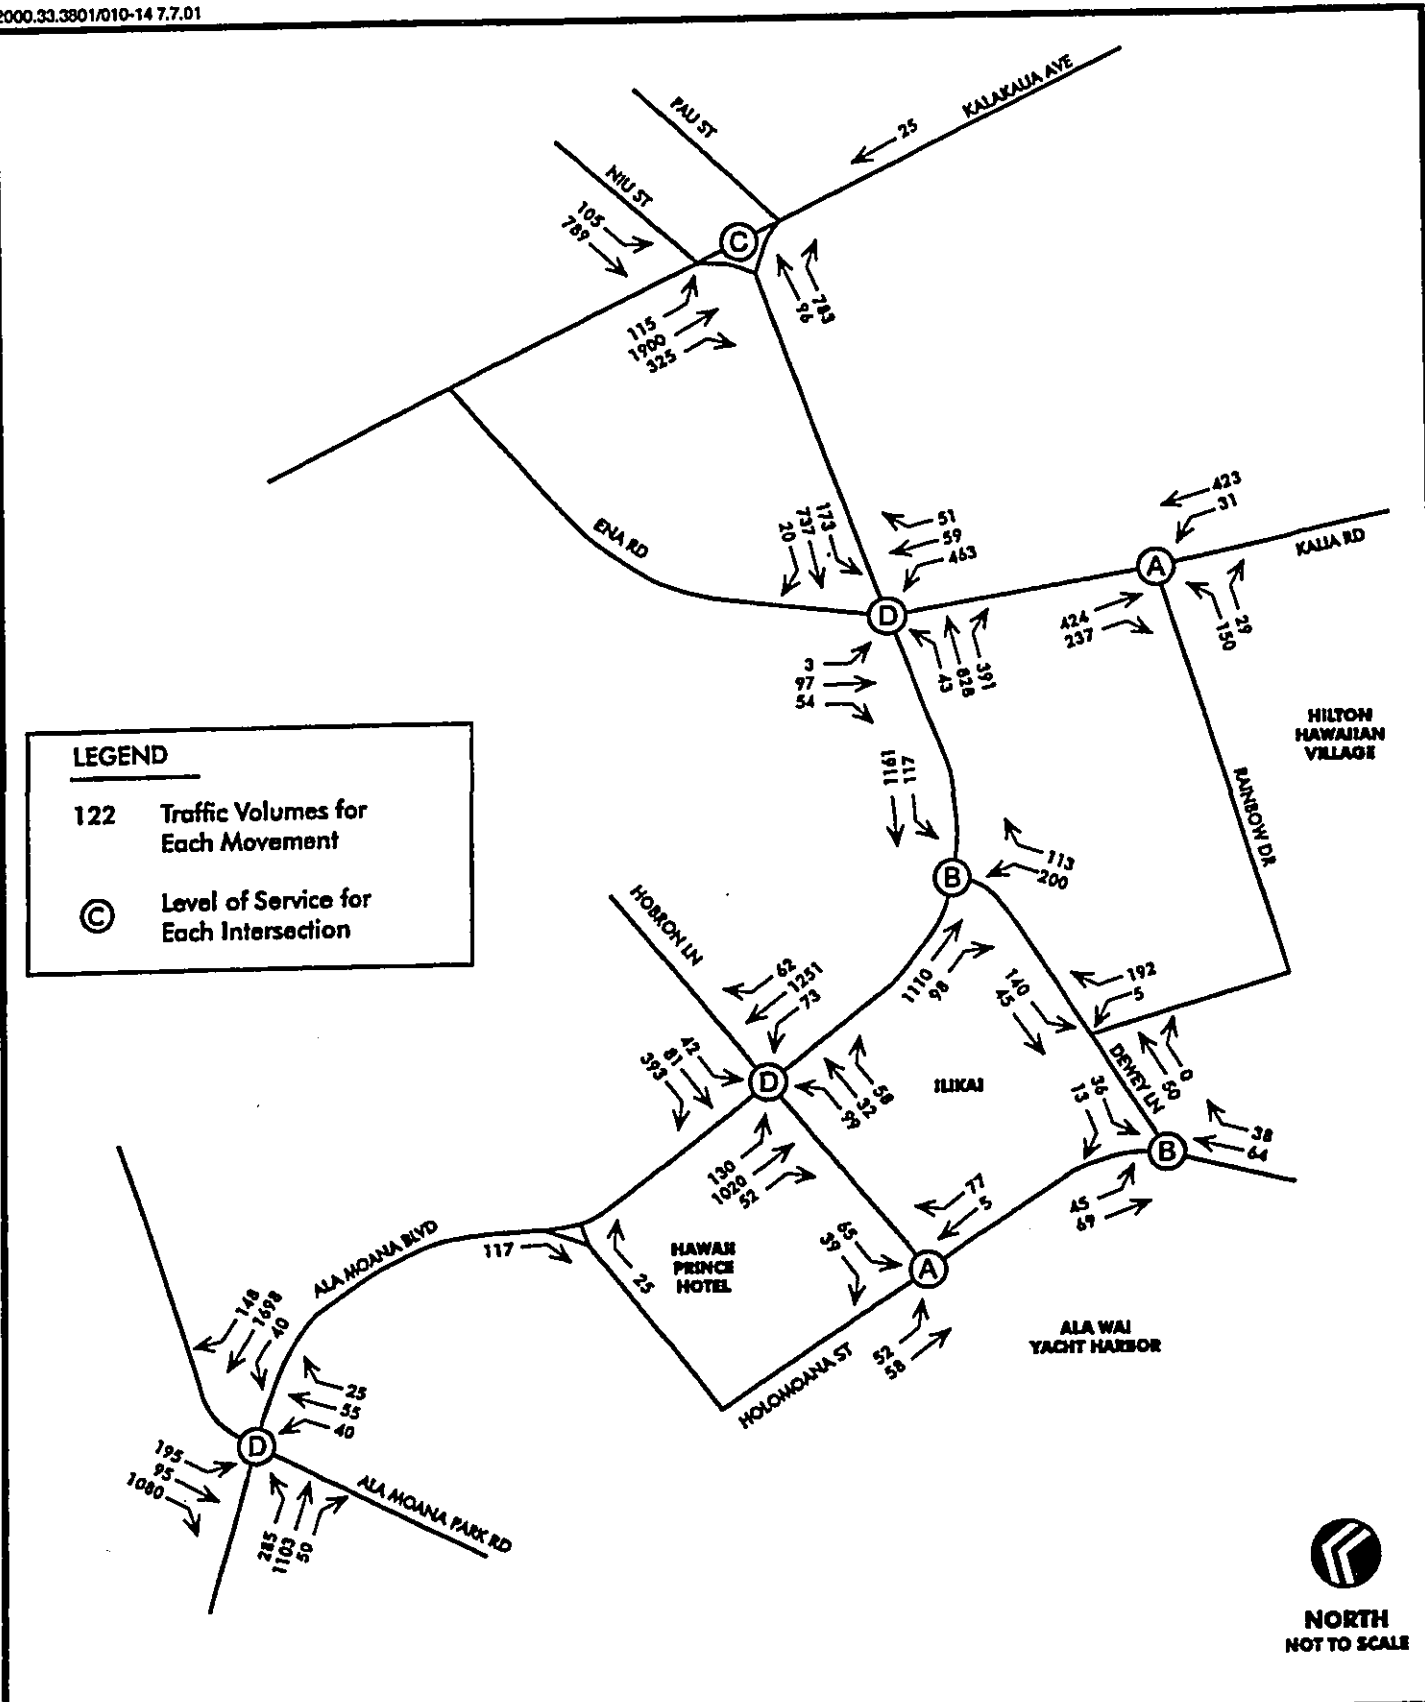 2000.33.3801/010-14 7.7.01
KALAKAUA AVE
PAU ST
25
NIU ST
105
789
C
115
1900
325
96
783
ENA RD
20
737
173
51
59
463
423
31
KALIA RD
A
D
424
237
150
29
3
97
54
43
828
391
HILTON
HAWAIIAN
VILLAGE
RAINBOW DR
LEGEND
122 Traffic Volumes for
Each Movement
C Level of Service for
Each Intersection
1161
117
B
113
200
HOBRON LN
62
1251
73
1110
98
140
45
192
5
DEWEY LN
42
81
393
D
99
32
58
ILIKAI
36
13
50
0
38
64
B
130
1020
52
45
69
77
5
65
39
A
ALA MOANA BLVD
117
25
HAWAII
PRINCE
HOTEL
52
58
HOLOMOANA ST
ALA WAI
YACHT HARBOR
148
1698
40
25
55
40
D
195
95
1080
285
1103
50
ALA MOANA PARK RD
NORTH
NOT TO SCALE